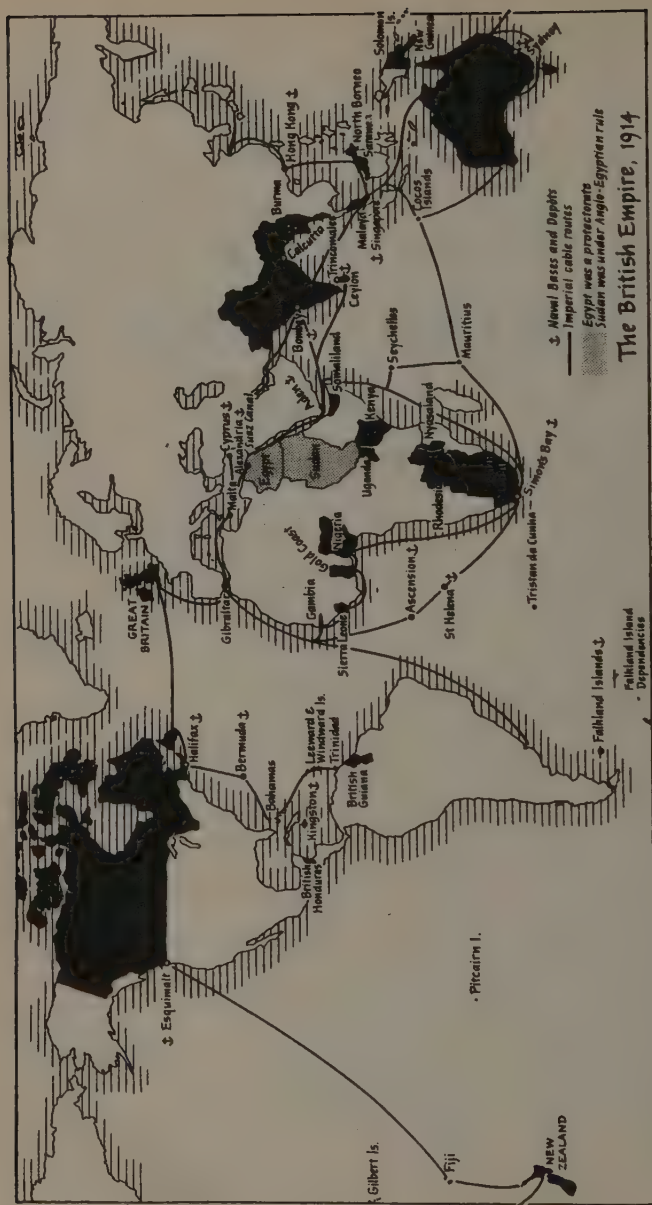 GREAT
BRITAIN
Halifax
Bermuda
Bahamas
Leeward &
Windward Is.
Trinidad
Kingston
British
Honduras
British
Guiana
Esquimalt
Pitcairn I.
Gilbert Is.
Fiji
NEW
ZEALAND
Falkland Islands
Falkland Island
Dependencies
Gibraltar
Malta
Cyprus
Alexandria
Suez Canal
Egypt
Sudan
Aden
Somaliland
Gambia
Sierra Leone
Gold Coast
Nigeria
Uganda
Kenya
Nyasaland
Rhodesia
Ascension
St Helena
Tristan da Cunha
Simon's Bay
Seychelles
Mauritius
Bombay
Calcutta
Trincomalee
Ceylon
Burma
Hong Kong
Malaya
Singapore
North Borneo
Sarawak
Cocos
Islands
Solomon
Is.
New
Guinea
Sydney
Naval Bases and Depôts
Imperial cable routes
Egypt was a protectorate
Sudan was under Anglo-Egyptian rule
The British Empire, 1914